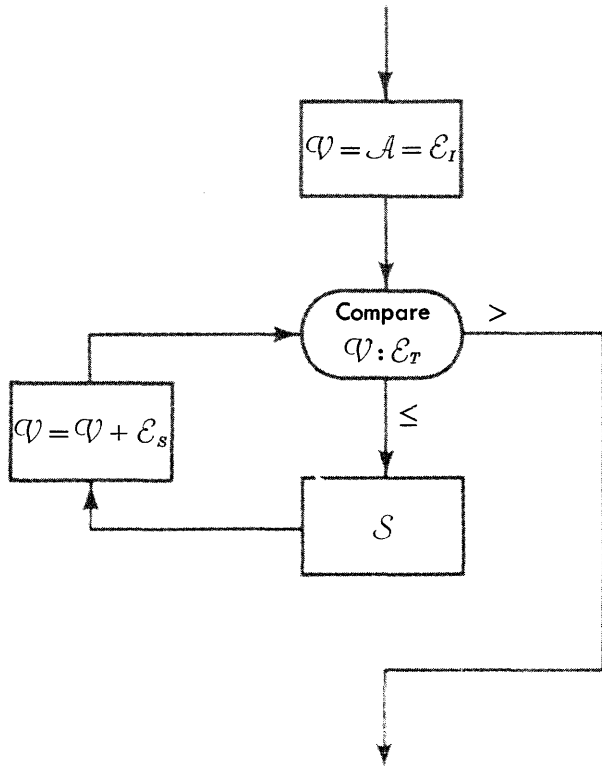 𝒱 = 𝒜 = ℰ_I
Compare
𝒱 : ℰ_T
>
≤
𝒱 = 𝒱 + ℰ_S
𝒮